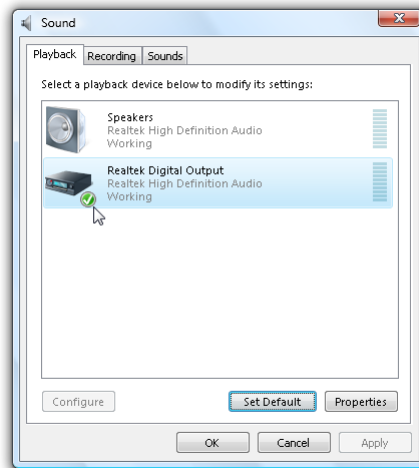 Sound
Playback Recording Sounds
Select a playback device below to modify its settings:
Speakers
Realtek High Definition Audio
Working
Realtek Digital Output
Realtek High Definition Audio
Working
Configure Set Default Properties
OK Cancel Apply